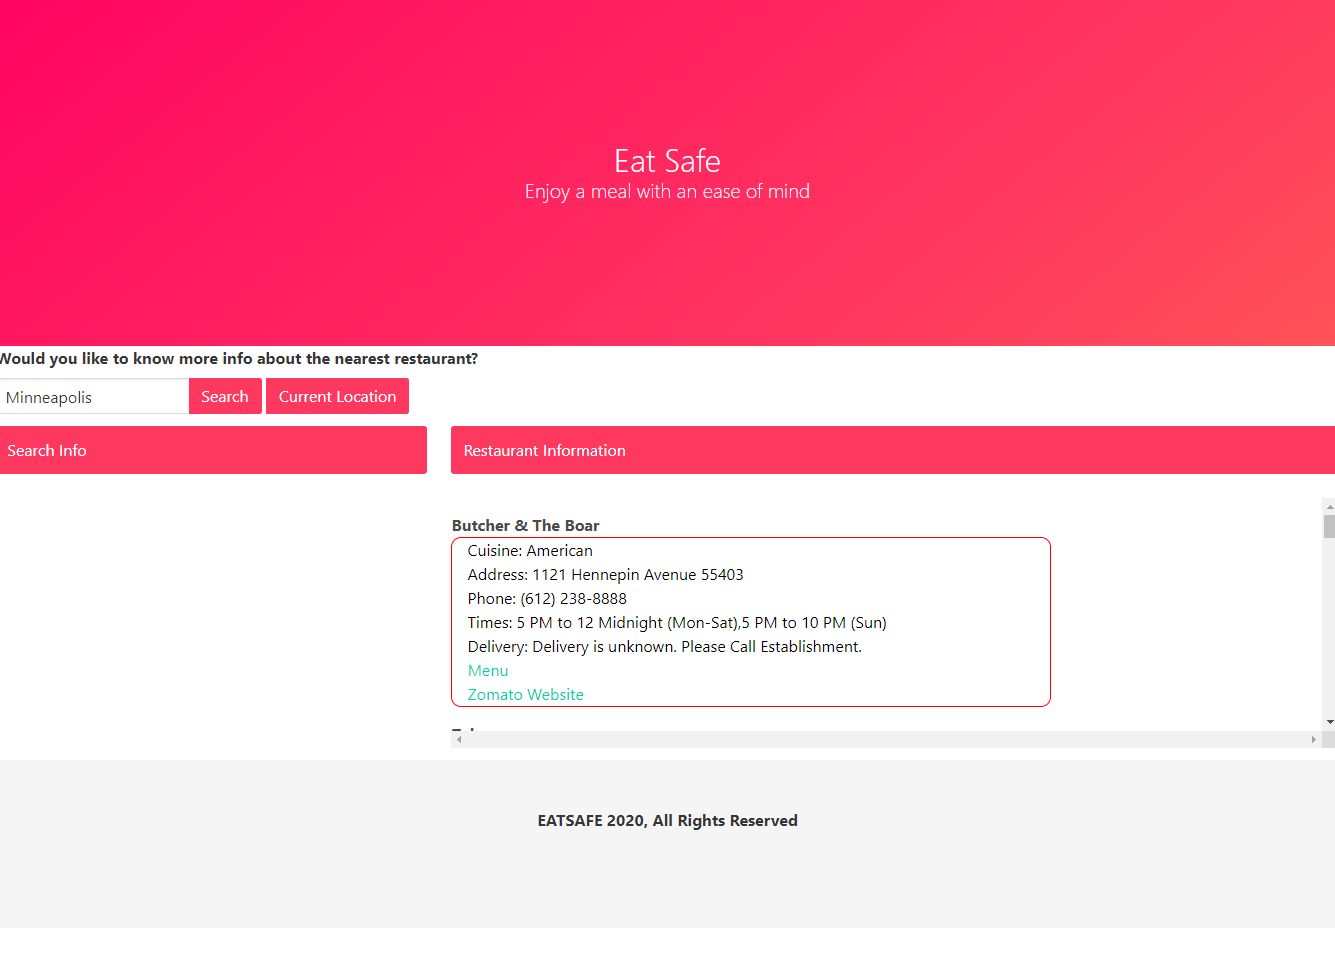 Eat Safe
Enjoy a meal with an ease of mind
Would you like to know more info about the nearest restaurant?
Minneapolis Search Current Location
Search Info
Restaurant Information
Butcher & The Boar
Cuisine: American
Address: 1121 Hennepin Avenue 55403
Phone: (612) 238-8888
Times: 5 PM to 12 Midnight (Mon-Sat),5 PM to 10 PM (Sun)
Delivery: Delivery is unknown. Please Call Establishment.
Menu
Zomato Website
EATSAFE 2020, All Rights Reserved